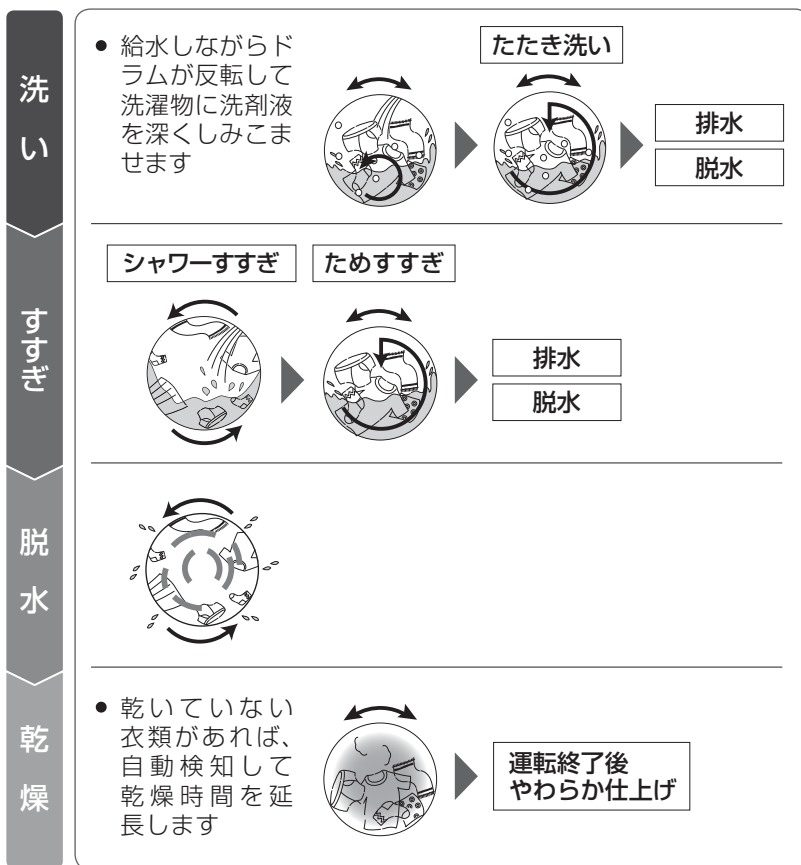 洗い
● 給水しながらド
ラムが反転して
洗濯物に洗剤液
を深くしみこま
せます
たたき洗い
排水
脱水
すすぎ
シャワーすすぎ
ためすすぎ
排水
脱水
脱水
乾燥
● 乾いていない
衣類があれば、
自動検知して
乾燥時間を延
長します
運転終了後
やわらか仕上げ